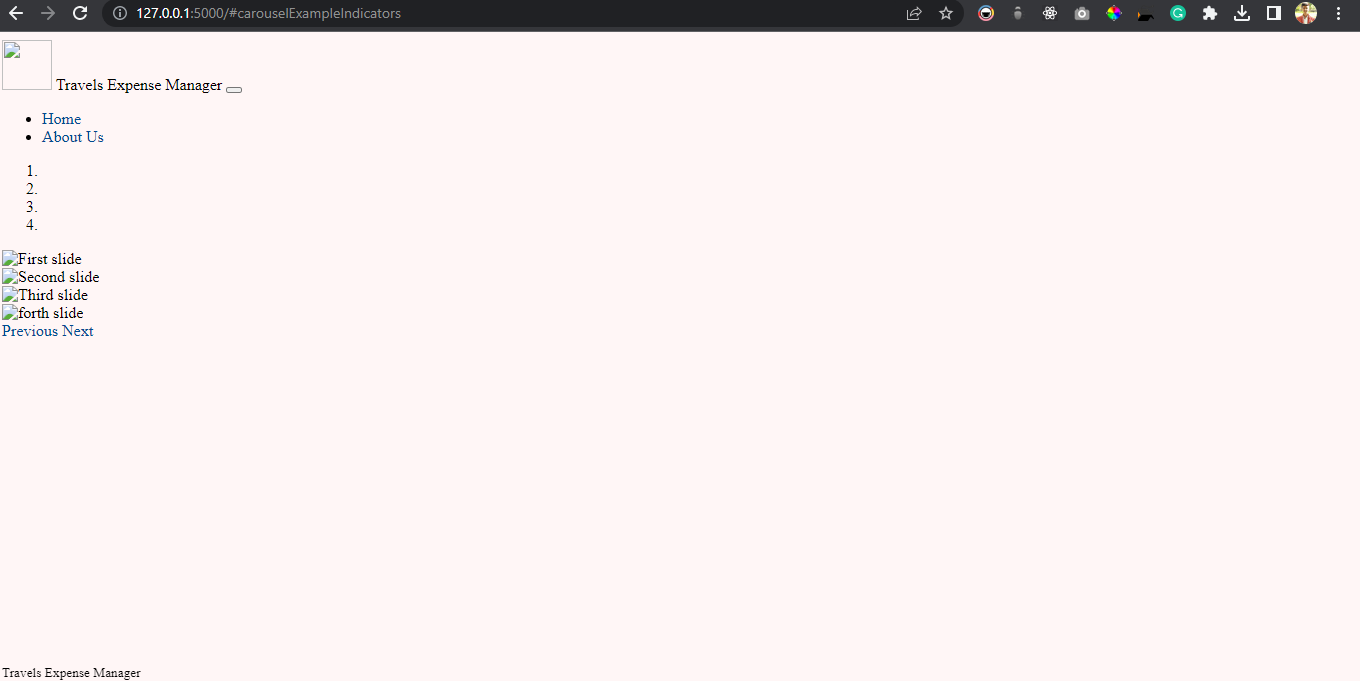 127.0.0.1:5000/#carouselExampleIndicators
Travels Expense Manager
Home
About Us
1.
2.
3.
4.
First slide
Second slide
Third slide
forth slide
Previous Next
Travels Expense Manager